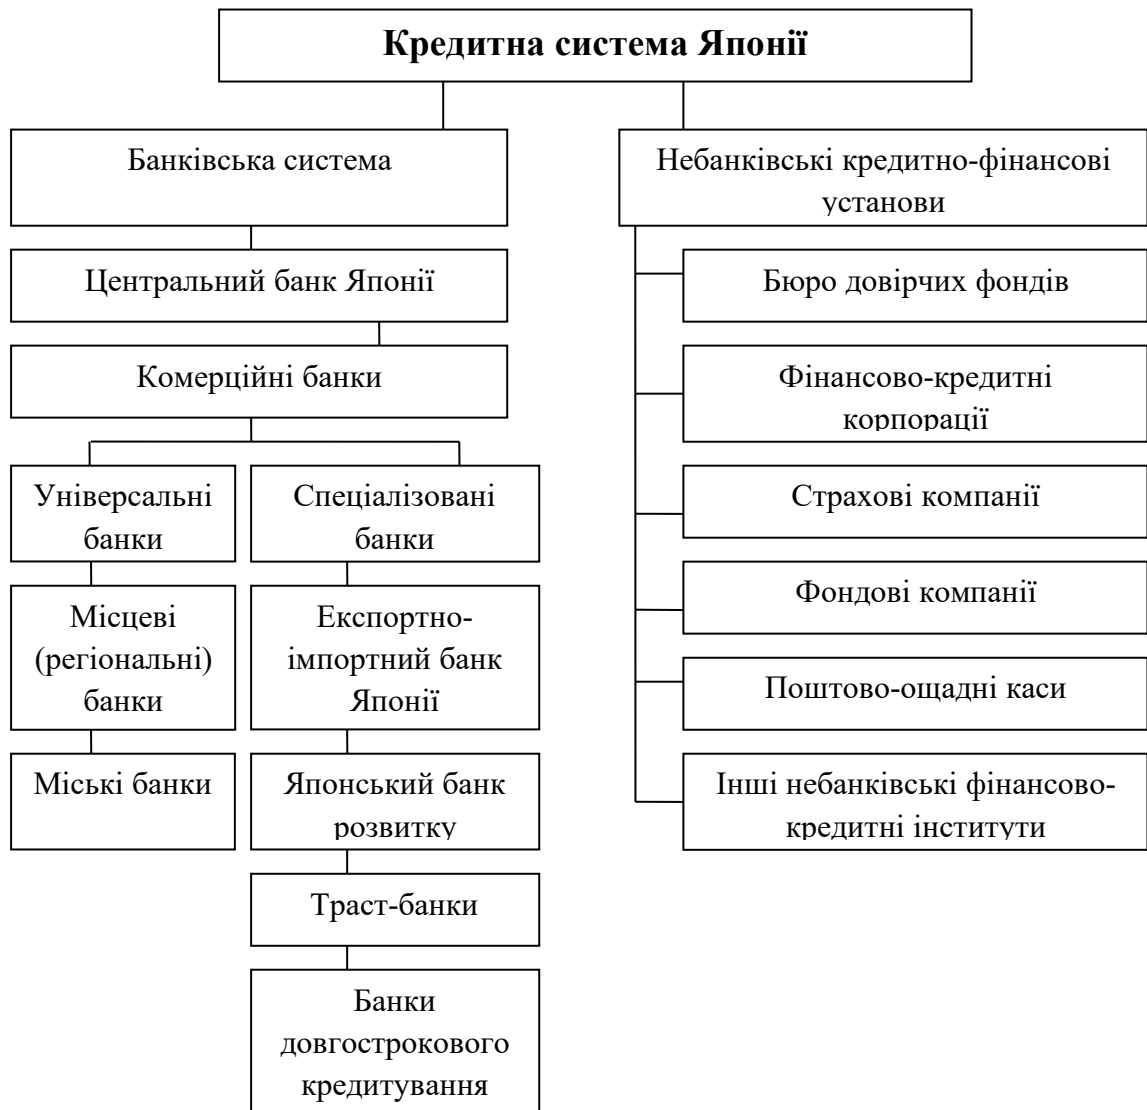 Кредитна система Японії
Банківська система
Центральний банк Японії
Комерційні банки
Універсальні
банки
Місцеві
(регіональні)
банки
Міські банки
Спеціалізовані
банки
Експортно-
імпортний банк
Японії
Японський банк
розвитку
Траст-банки
Банки
довгострокового
кредитування
Небанківські кредитно-фінансові
установи
Бюро довірчих фондів
Фінансово-кредитні
корпорації
Страхові компанії
Фондові компанії
Поштово-ощадні каси
Інші небанківські фінансово-
кредитні інститути